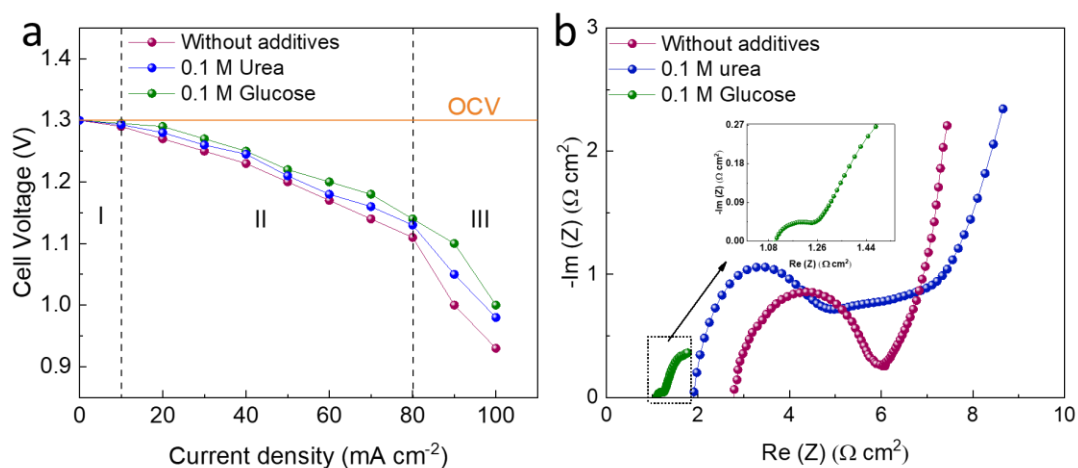 a
Without additives
0.1 M Urea
0.1 M Glucose
OCV
I
II
III
1.4
1.3
1.2
1.1
1.0
0.9
Cell Voltage (V)
0 20 40 60 80 100
Current density (mA cm-2)
b
Without additives
0.1 M urea
0.1 M Glucose
3
2
1
0
-Im (Z) (Ω cm2)
0.27
0.18
0.09
0.00
-Im (Z) (Ω cm2)
1.08 1.26 1.44
Re (Z) (Ω cm2)
0 2 4 6 8 10
Re (Z) (Ω cm2)